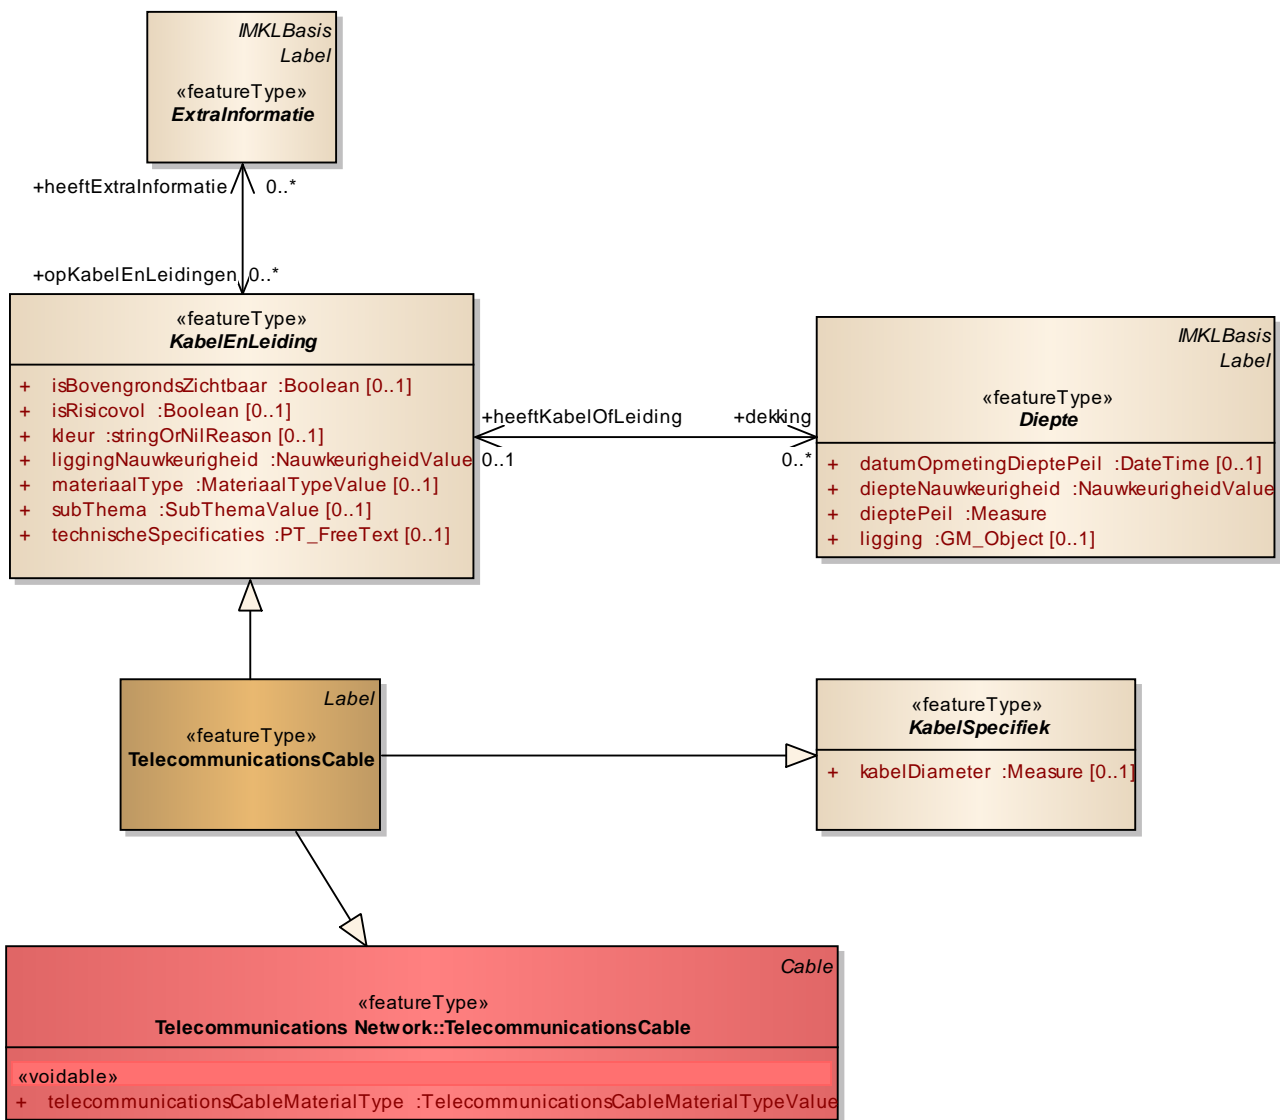 IMKLBasis
Label
«featureType»
ExtraInformatie
+heeftExtraInformatie 0..*
+opKabelEnLeidingen 0..*
«featureType»
KabelEnLeiding
+ isBovengrondsZichtbaar :Boolean [0..1]
+ isRisicovol :Boolean [0..1]
+ kleur :stringOrNilReason [0..1]
+ liggingNauwkeurigheid :NauwkeurigheidValue
+ materiaalType :MateriaalTypeValue [0..1]
+ subThema :SubThemaValue [0..1]
+ technischeSpecificaties :PT_FreeText [0..1]
+heeftKabelOfLeiding +dekking
0..1 0..*
IMKLBasis
Label
«featureType»
Diepte
+ datumOpmetingDieptePeil :DateTime [0..1]
+ diepteNauwkeurigheid :NauwkeurigheidValue
+ dieptePeil :Measure
+ ligging :GM_Object [0..1]
Label
«featureType»
TelecommunicationsCable
«featureType»
KabelSpecifiek
+ kabelDiameter :Measure [0..1]
Cable
«featureType»
Telecommunications Network::TelecommunicationsCable
«voidable»
+ telecommunicationsCableMaterialType :TelecommunicationsCableMaterialTypeValue